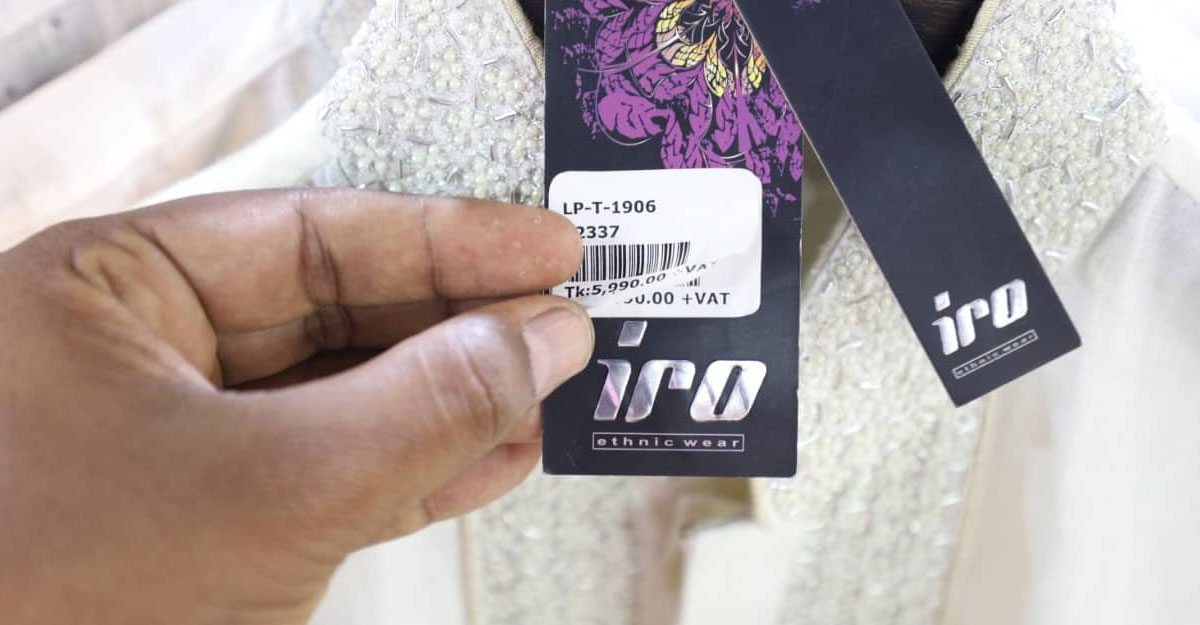 LP-T-1906
2337
Tk:5,990.00 +VAT
.00 +VAT
iro
ethnic wear
iro
ethnic wear